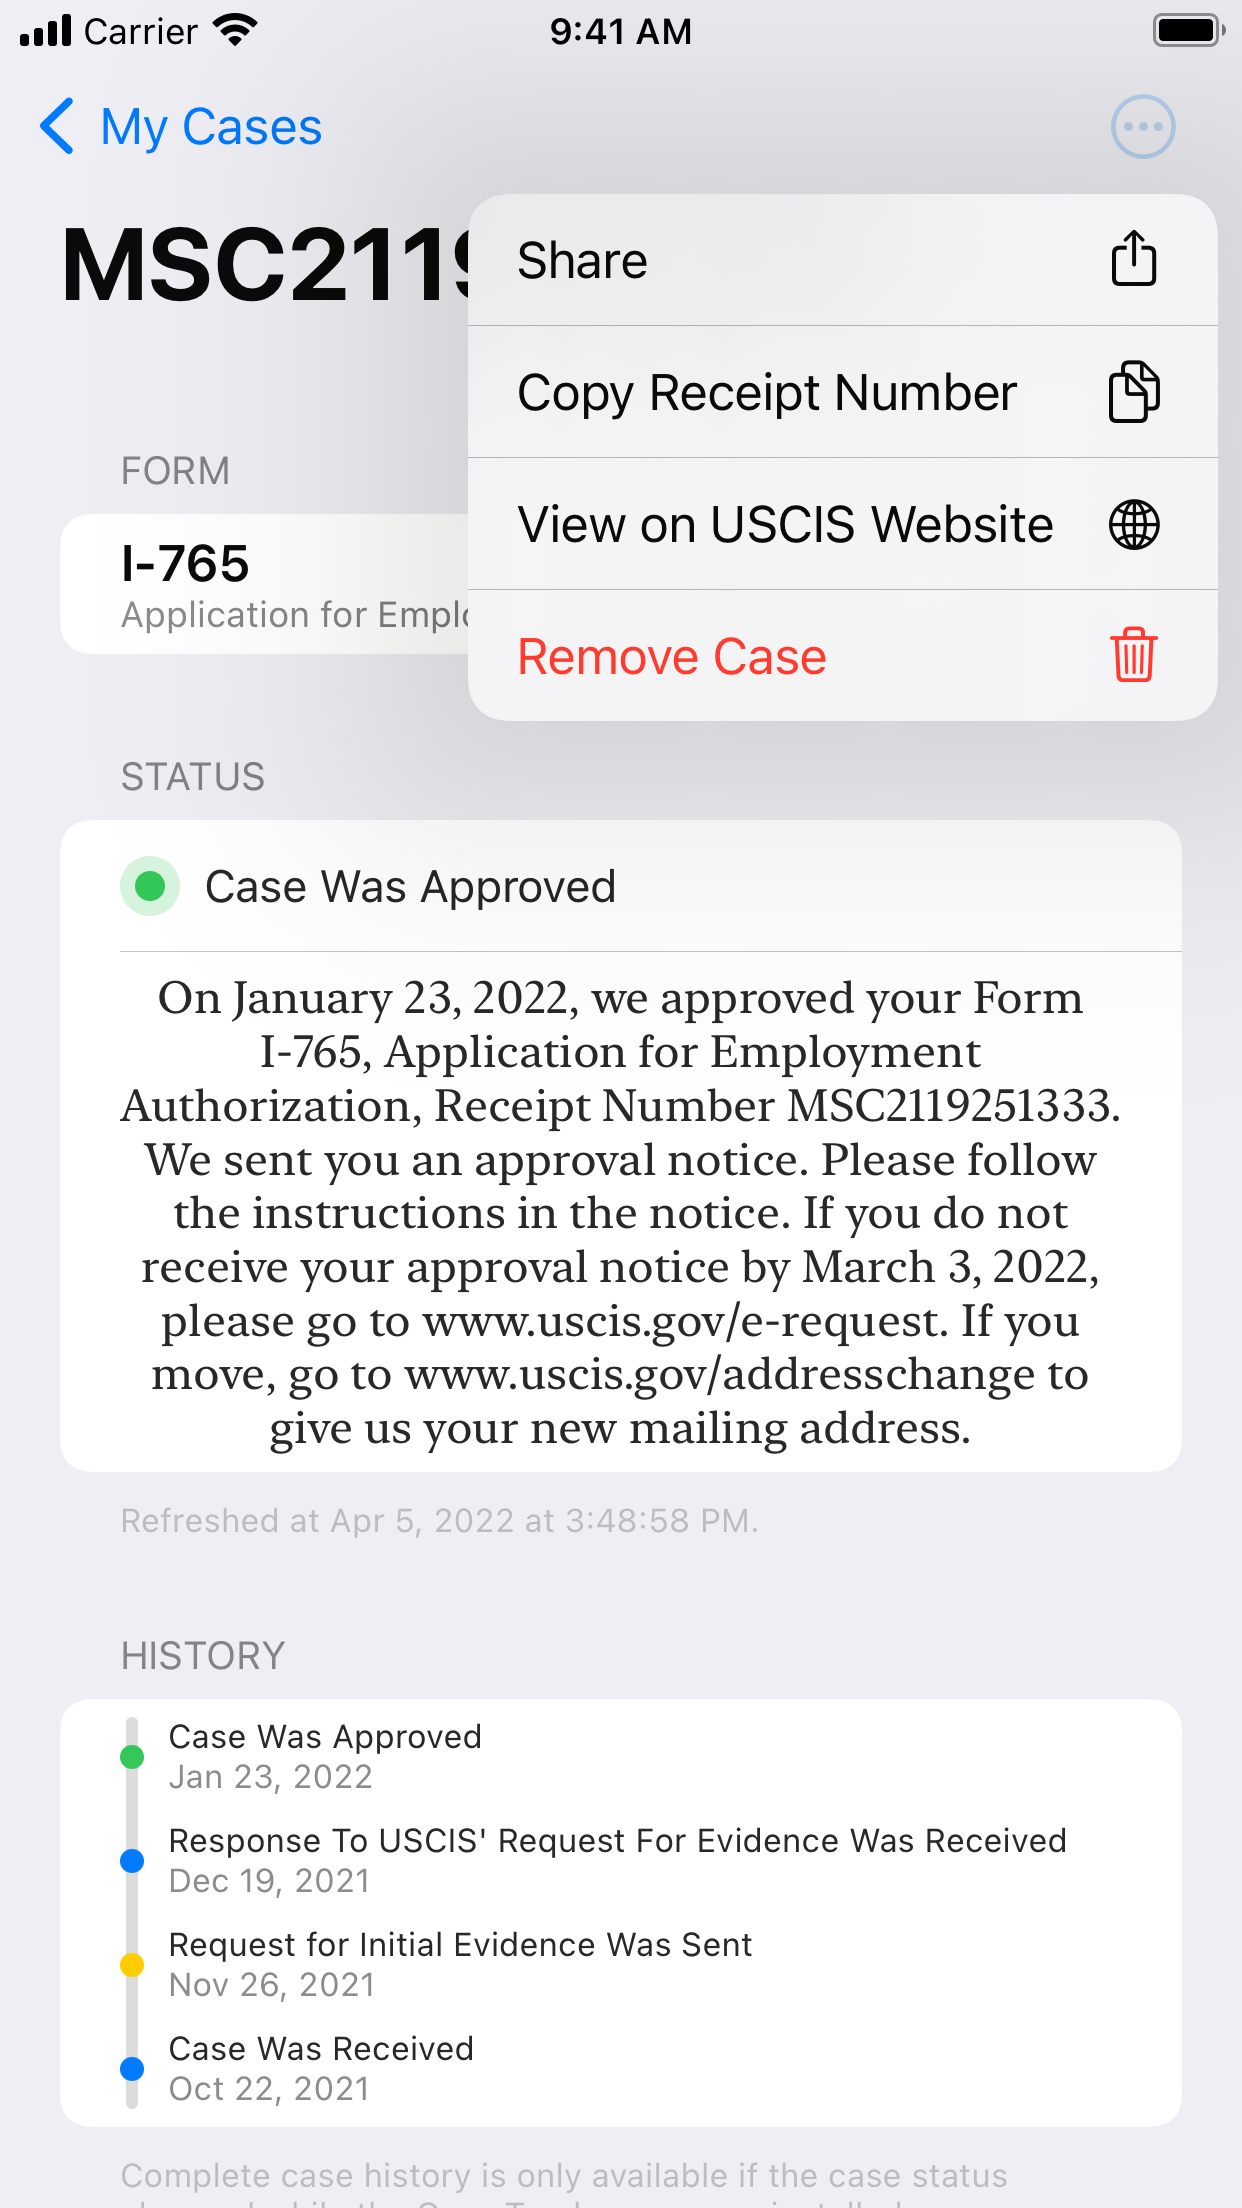 Carrier
9:41 AM
My Cases
MSC2119
Share
Copy Receipt Number
View on USCIS Website
Remove Case
FORM
I-765
Application for Emplo
STATUS
Case Was Approved
On January 23, 2022, we approved your Form
I-765, Application for Employment
Authorization, Receipt Number MSC2119251333.
We sent you an approval notice. Please follow
the instructions in the notice. If you do not
receive your approval notice by March 3, 2022,
please go to www.uscis.gov/e-request. If you
move, go to www.uscis.gov/addresschange to
give us your new mailing address.
Refreshed at Apr 5, 2022 at 3:48:58 PM.
HISTORY
Case Was Approved
Jan 23, 2022
Response To USCIS' Request For Evidence Was Received
Dec 19, 2021
Request for Initial Evidence Was Sent
Nov 26, 2021
Case Was Received
Oct 22, 2021
Complete case history is only available if the case status